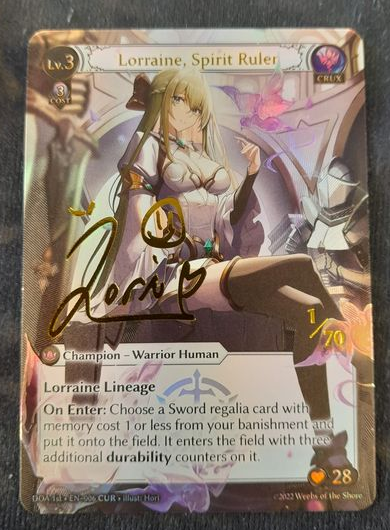 Lv.3
Lorraine, Spirit Ruler
CRUX
3
COST
1/70
Champion – Warrior Human
Lorraine Lineage
On Enter: Choose a Sword regalia card with
memory cost 1 or less from your banishment and
put it onto the field. It enters the field with three
additional durability counters on it.
28
DOA 1st • EN-006 CUR • illust: Hori
©2022 Weebs of the Shore